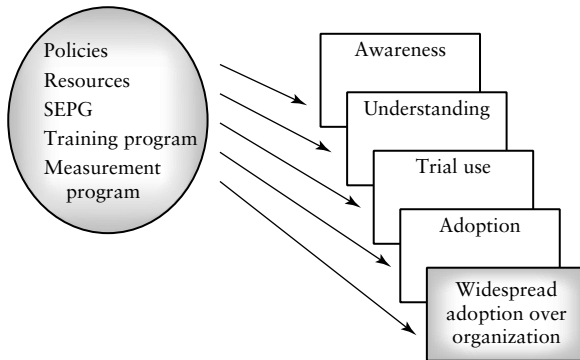 Policies
Resources
SEPG
Training program
Measurement
program
Awareness
Understanding
Trial use
Adoption
Widespread
adoption over
organization